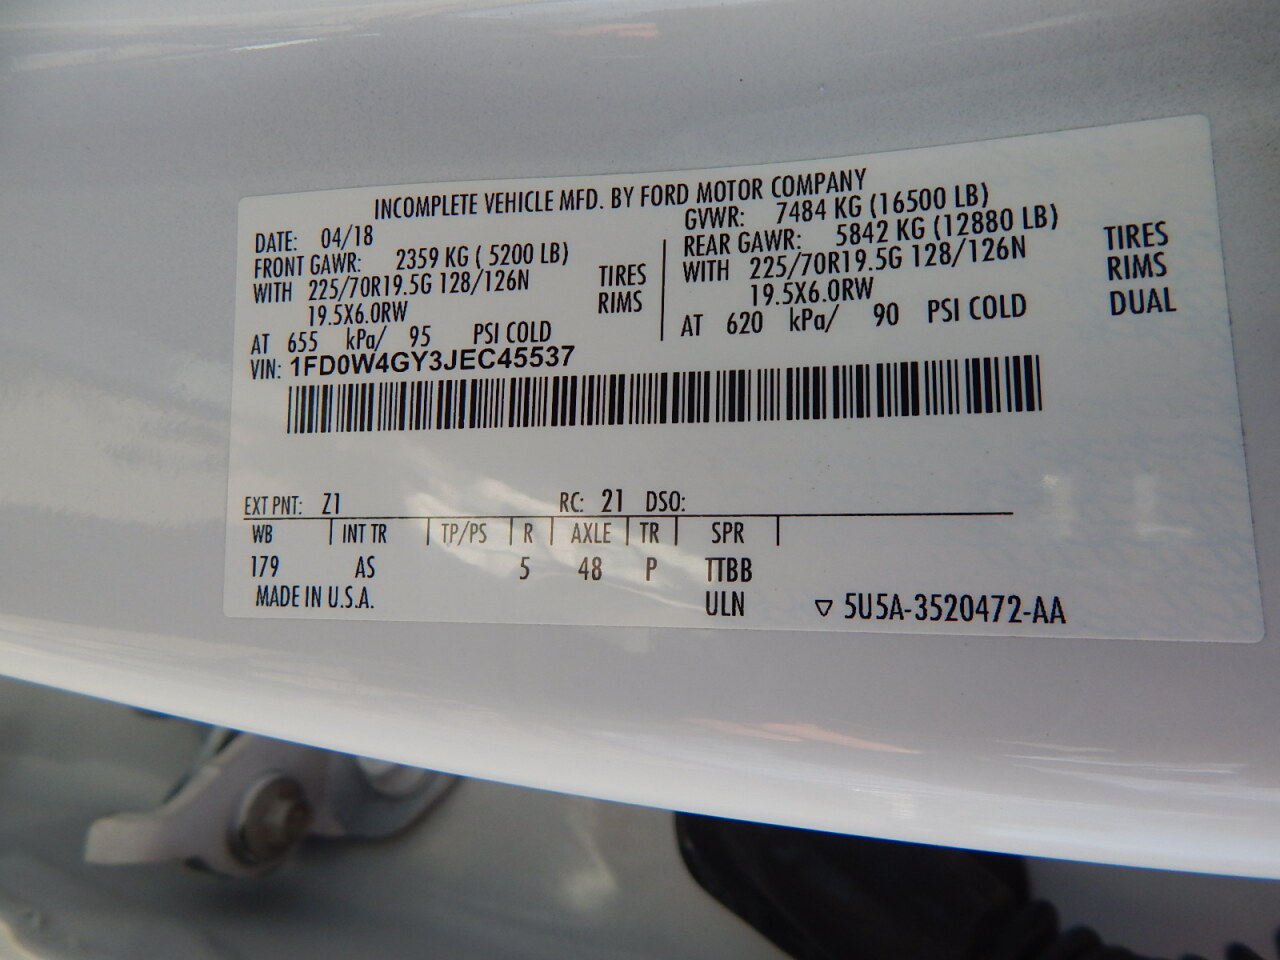 INCOMPLETE VEHICLE MFD. BY FORD MOTOR COMPANY
DATE: 04/18 GVWR: 7484 KG (16500 LB)
FRONT GAWR: 2359 KG ( 5200 LB) REAR GAWR: 5842 KG (12880 LB)
WITH 225/70R19.5G 128/126N TIRES WITH 225/70R19.5G 128/126N TIRES
19.5X6.0RW RIMS 19.5X6.0RW RIMS
AT 655 kPa/ 95 PSI COLD AT 620 kPa/ 90 PSI COLD DUAL
VIN: 1FD0W4GY3JEC45537
EXT PNT: Z1 RC: 21 DSO:
WB INT TR TP/PS R AXLE TR SPR
179 AS 5 48 P TTBB
MADE IN U.S.A. ULN ▽ 5U5A-3520472-AA